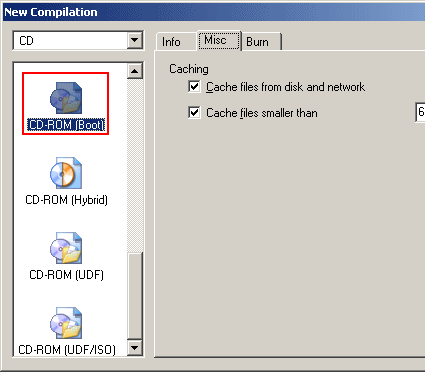 New Compilation
CD
Info Misc Burn
Caching
Cache files from disk and network
Cache files smaller than 6
CD-ROM (Boot)
CD-ROM (Hybrid)
CD-ROM (UDF)
CD-ROM (UDF/ISO)